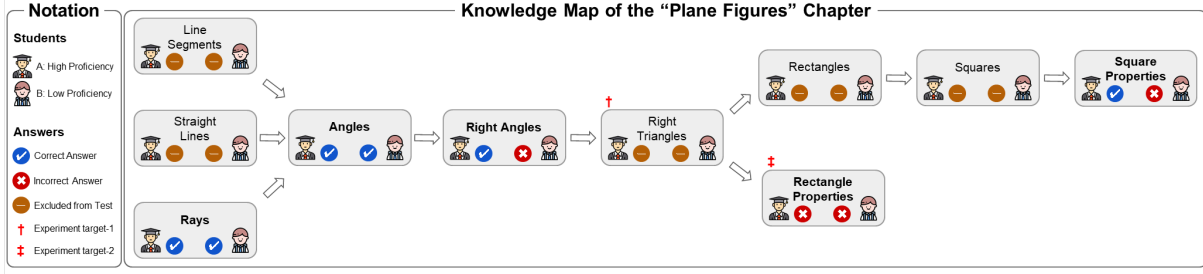 Notation
Students
A: High Proficiency
B: Low Proficiency
Answers
Correct Answer
Incorrect Answer
Excluded from Test
† Experiment target-1
‡ Experiment target-2
Knowledge Map of the “Plane Figures” Chapter
Line
Segments
Straight
Lines
Rays
Angles
Right Angles
†
Right
Triangles
Rectangles
Squares
Square
Properties
‡
Rectangle
Properties